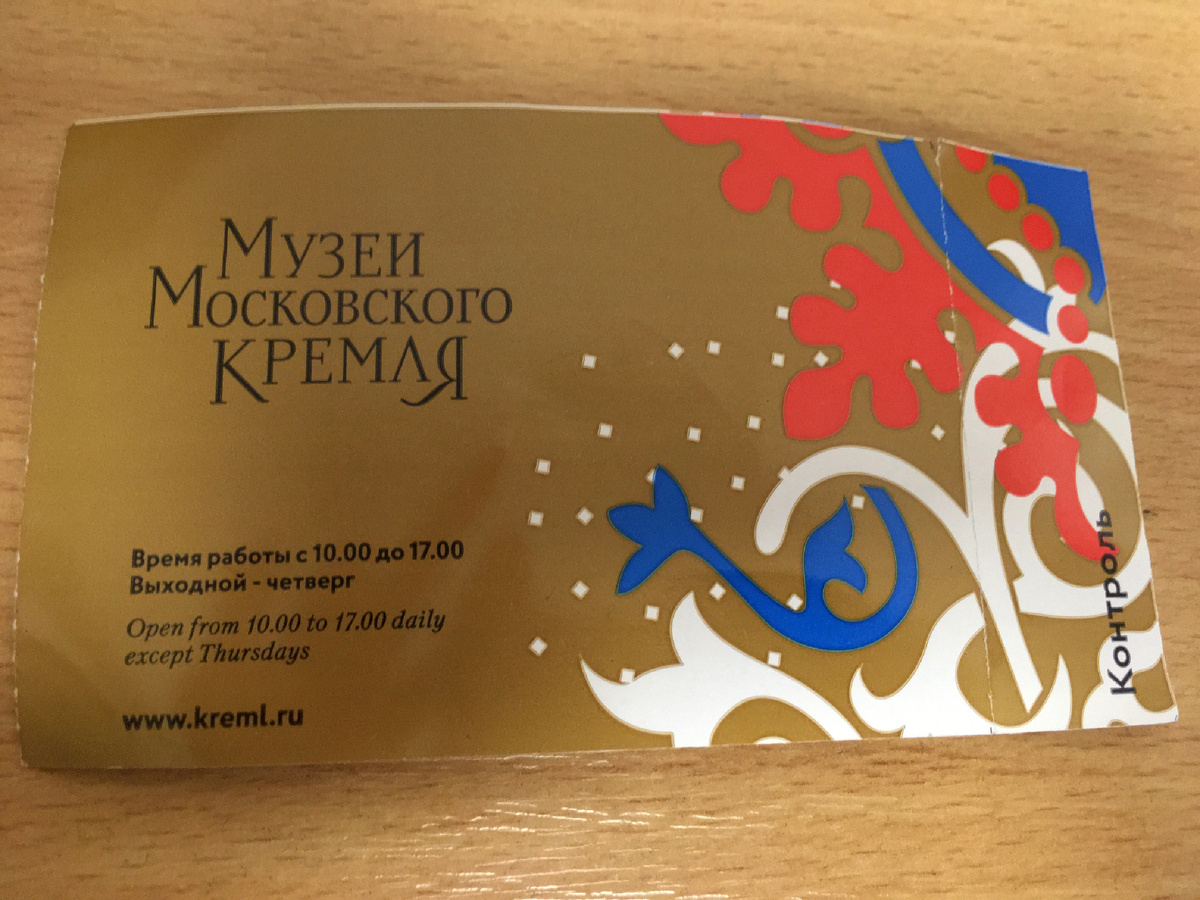 Музеи
Московского
Кремля
Время работы с 10.00 до 17.00
Выходной - четверг
Open from 10.00 to 17.00 daily
except Thursdays
www.kreml.ru
Контроль